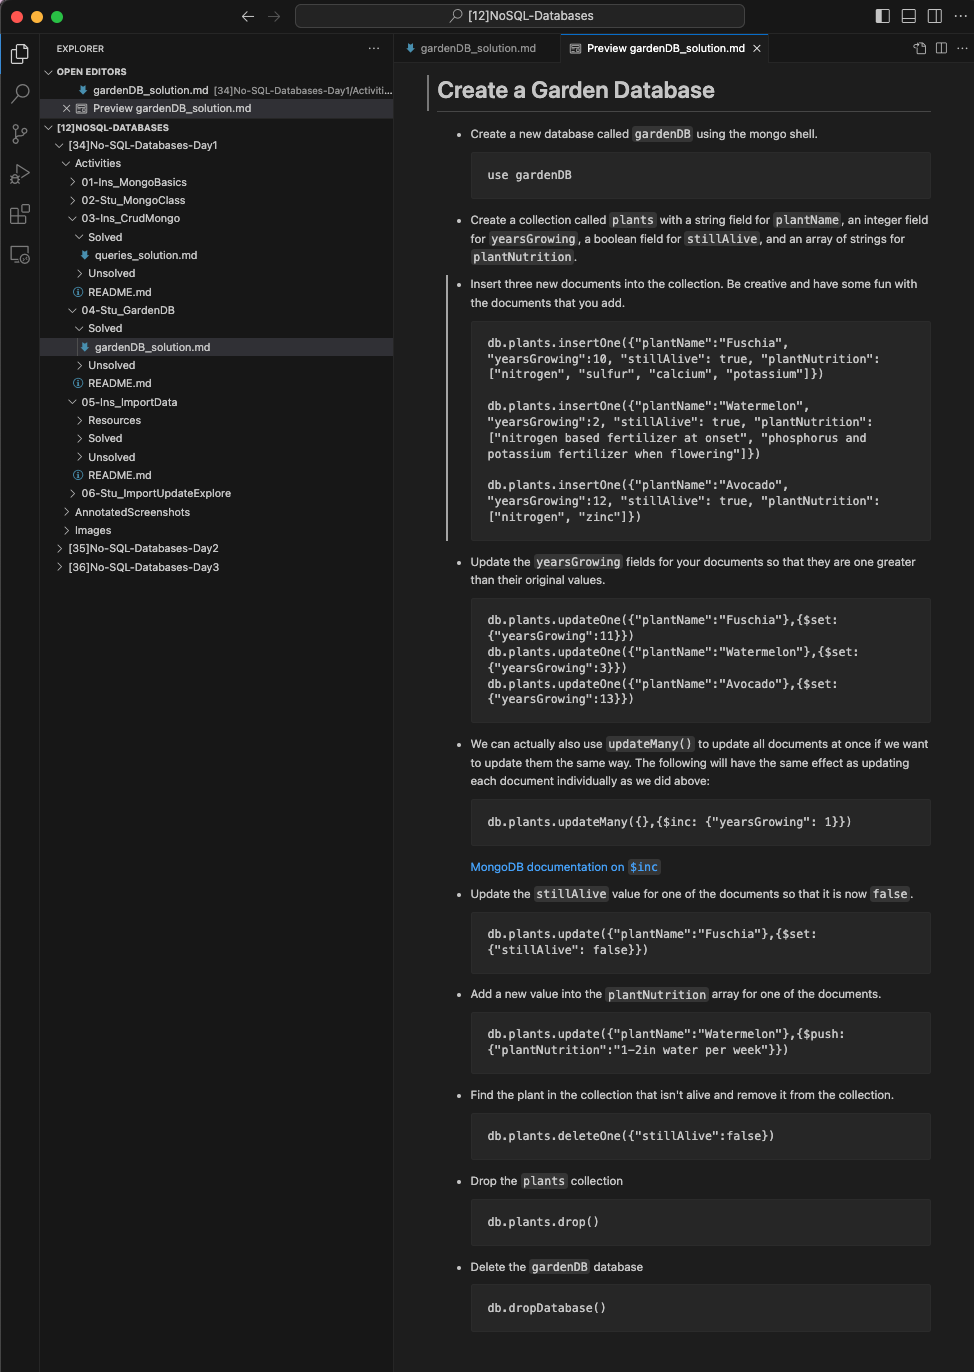 [12]NoSQL-Databases
EXPLORER
OPEN EDITORS
gardenDB_solution.md [34]No-SQL-Databases-Day1/Activiti...
Preview gardenDB_solution.md
[12]NOSQL-DATABASES
[34]No-SQL-Databases-Day1
Activities
01-Ins_MongoBasics
02-Stu_MongoClass
03-Ins_CrudMongo
Solved
queries_solution.md
Unsolved
README.md
04-Stu_GardenDB
Solved
gardenDB_solution.md
Unsolved
README.md
05-Ins_ImportData
Resources
Solved
Unsolved
README.md
06-Stu_ImportUpdateExplore
AnnotatedScreenshots
Images
[35]No-SQL-Databases-Day2
[36]No-SQL-Databases-Day3
gardenDB_solution.md
Preview gardenDB_solution.md
Create a Garden Database
• Create a new database called gardenDB using the mongo shell.
use gardenDB
• Create a collection called plants with a string field for plantName, an integer field
for yearsGrowing, a boolean field for stillAlive, and an array of strings for
plantNutrition.
• Insert three new documents into the collection. Be creative and have some fun with
the documents that you add.
db.plants.insertOne({"plantName":"Fuschia",
"yearsGrowing":10, "stillAlive": true, "plantNutrition":
["nitrogen", "sulfur", "calcium", "potassium"]})
db.plants.insertOne({"plantName":"Watermelon",
"yearsGrowing":2, "stillAlive": true, "plantNutrition":
["nitrogen based fertilizer at onset", "phosphorus and
potassium fertilizer when flowering"]})
db.plants.insertOne({"plantName":"Avocado",
"yearsGrowing":12, "stillAlive": true, "plantNutrition":
["nitrogen", "zinc"]})
• Update the yearsGrowing fields for your documents so that they are one greater
than their original values.
db.plants.updateOne({"plantName":"Fuschia"},{$set:
{"yearsGrowing":11}})
db.plants.updateOne({"plantName":"Watermelon"},{$set:
{"yearsGrowing":3}})
db.plants.updateOne({"plantName":"Avocado"},{$set:
{"yearsGrowing":13}})
• We can actually also use updateMany() to update all documents at once if we want
to update them the same way. The following will have the same effect as updating
each document individually as we did above:
db.plants.updateMany({},{$inc: {"yearsGrowing": 1}})
MongoDB documentation on $inc
• Update the stillAlive value for one of the documents so that it is now false.
db.plants.update({"plantName":"Fuschia"},{$set:
{"stillAlive": false}})
• Add a new value into the plantNutrition array for one of the documents.
db.plants.update({"plantName":"Watermelon"},{$push:
{"plantNutrition":"1-2in water per week"}})
• Find the plant in the collection that isn't alive and remove it from the collection.
db.plants.deleteOne({"stillAlive":false})
• Drop the plants collection
db.plants.drop()
• Delete the gardenDB database
db.dropDatabase()